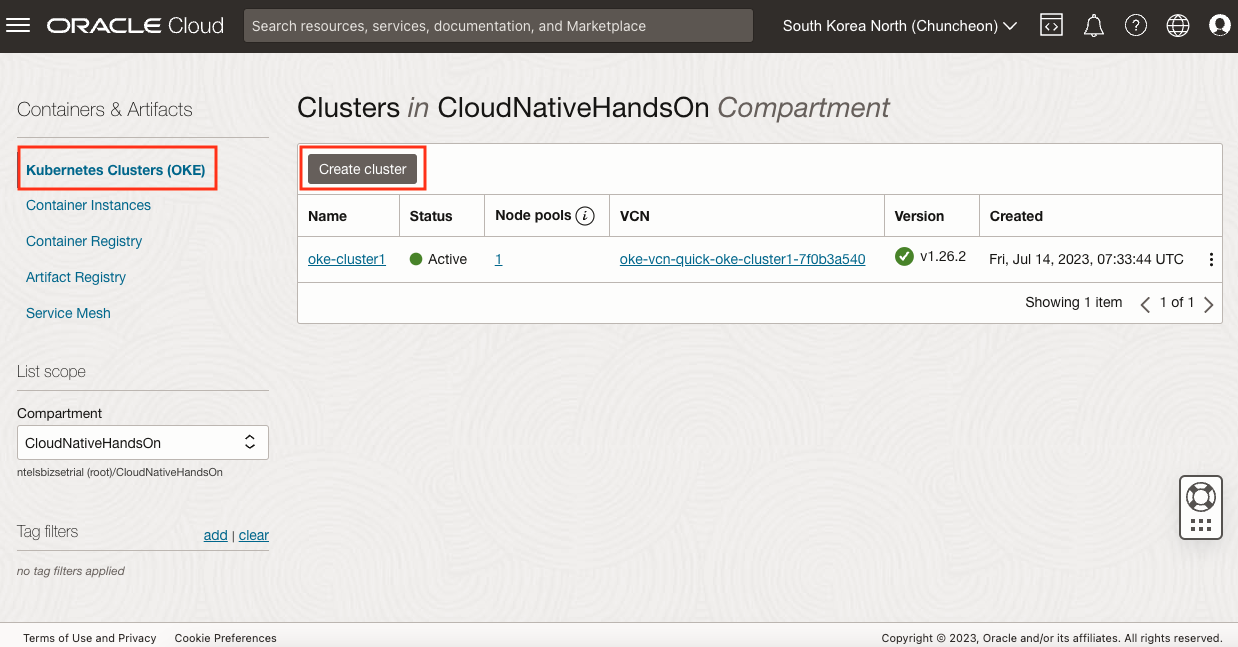 ORACLE Cloud
Search resources, services, documentation, and Marketplace
South Korea North (Chuncheon)
Containers & Artifacts
Kubernetes Clusters (OKE)
Container Instances
Container Registry
Artifact Registry
Service Mesh
List scope
Compartment
CloudNativeHandsOn
ntelsbizsetrial (root)/CloudNativeHandsOn
Tag filters add | clear
no tag filters applied
Clusters in CloudNativeHandsOn Compartment
Create cluster
Name Status Node pools i VCN Version Created
oke-cluster1 Active 1 oke-vcn-quick-oke-cluster1-7f0b3a540 v1.26.2 Fri, Jul 14, 2023, 07:33:44 UTC
Showing 1 item 1 of 1
Terms of Use and Privacy Cookie Preferences Copyright © 2023, Oracle and/or its affiliates. All rights reserved.